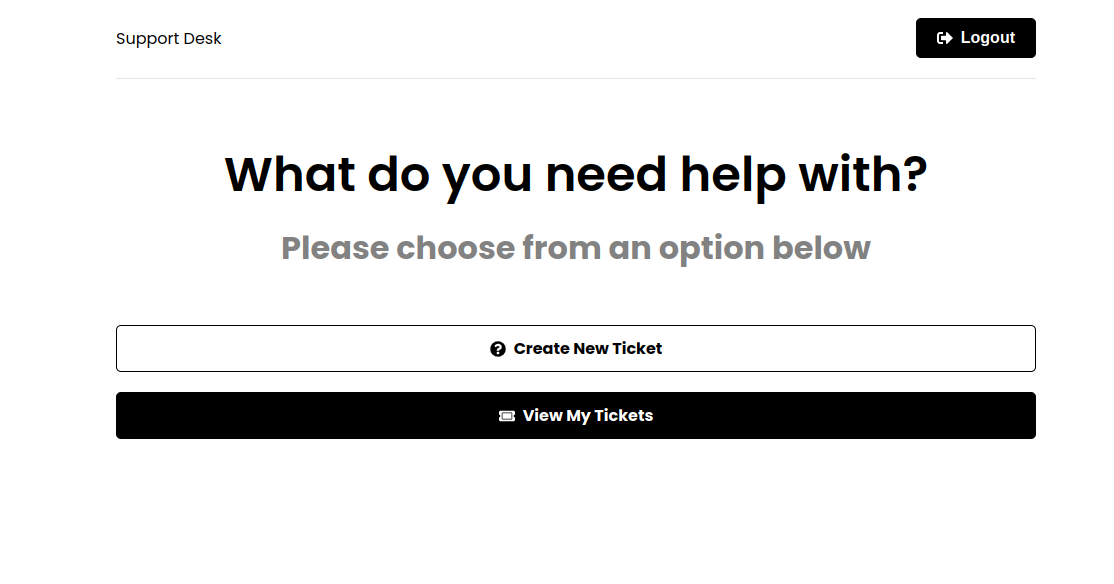 Support Desk
Logout
What do you need help with?
Please choose from an option below
Create New Ticket
View My Tickets